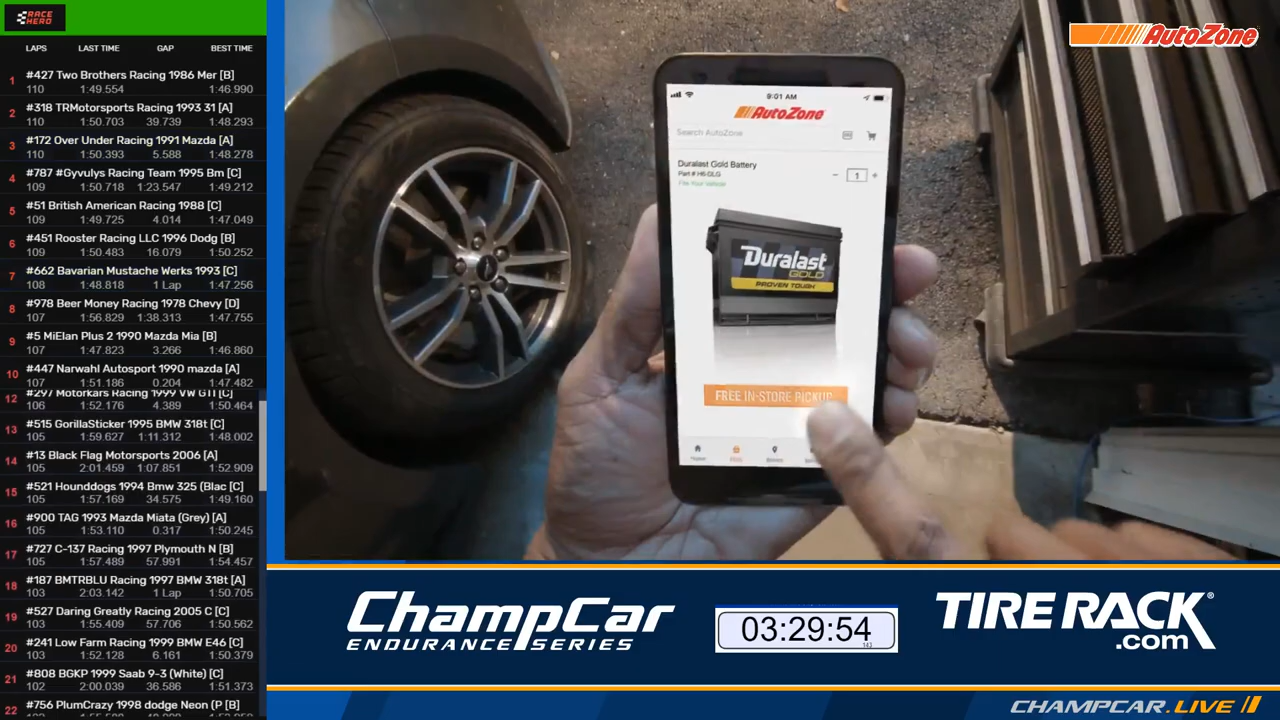 RACE HERO
LAPS LAST TIME GAP BEST TIME
1 #427 Two Brothers Racing 1986 Mer [B]
110 1:49.554 1:46.990
2 #318 TRMotorsports Racing 1993 31 [A]
110 1:50.703 39.739 1:48.293
3 #172 Over Under Racing 1991 Mazda [A]
110 1:50.393 5.588 1:48.278
4 Racing Team 1975 Bm [C]
109 1:50.718 1:23.547 1:49.212
5 #51 British American Racing 1988 [C]
109 1:49.725 4.014 1:47.049
6 #451 Rooster Racing LLC 1996 Dodg [B]
109 1:50.483 16.079 1:50.252
7 #662 Bavarian Mustache Werks 1993 [C]
108 1:48.818 1 Lap 1:47.256
8 #978 Beer Money Racing 1978 Chevy [D]
107 1:56.829 1:38.313 1:47.755
9 #5 MiEian Plus 2 1990 Mazda Mia [B]
107 1:47.823 3.266 1:46.860
10 #447 Narwahl Autosport 1990 mazda [A]
107 1:51.186 0.204 1:47.482
12 #297 Motorkars Racing 1999 VW GTI [C]
106 1:52.176 4.389 1:50.464
13 #515 GorillaSticker 1995 BMW 318t [C]
105 1:59.627 1:11.312 1:48.002
14 #13 Black Flag Motorsports 2006 [A]
105 2:01.459 1:07.851 1:52.909
15 #521 Hounddogs 1994 Bmw 325 (Blac [C]
105 1:57.169 34.575 1:49.160
16 #900 TAG 1993 Mazda Miata (Grey) [A]
105 1:53.110 0.317 1:50.245
17 #727 C-137 Racing 1997 Plymouth N [B]
105 1:57.489 57.991 1:54.457
18 #187 BMTRBLU Racing 1997 BMW 318t [A]
103 2:03.142 1 Lap 1:50.705
19 #527 Daring Greatly Racing 2005 C [C]
103 1:55.409 57.706 1:50.562
20 #241 Low Farm Racing 1999 BMW E46 [C]
103 1:52.128 6.161 1:50.379
21 #808 BGKP 1999 Saab 9-3 (White) [C]
102 2:00.039 36.586 1:51.373
22 #756 PlumCrazy 1998 dodge Neon (P [B]
AutoZone
9:01 AM
AutoZone
Search AutoZone
Duralast Gold Battery
Part # H6-DLG
Fits Your Vehicle
− 1 +
Duralast
GOLD
PROVEN TOUGH
FREE IN-STORE PICKUP
Home
ChampCar
ENDURANCE SERIES
03:29:54
TIRE RACK®
.com
CHAMPCAR.LIVE